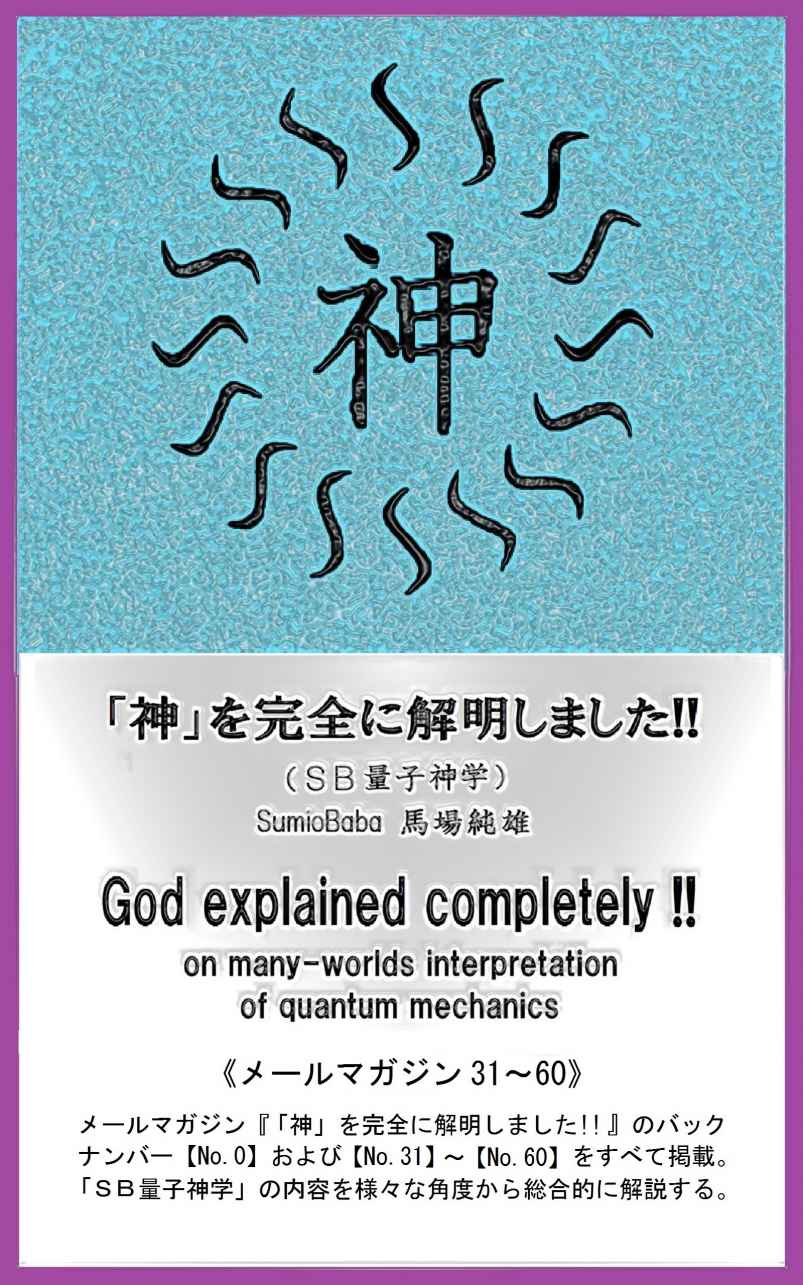 神
「神」を完全に解明しました!!
（ＳＢ量子神学）
SumioBaba 馬場純雄
God explained completely !!
on many-worlds interpretation
of quantum mechanics
《メールマガジン 31～60》
メールマガジン『「神」を完全に解明しました!!』のバック
ナンバー【No.0】および【No.31】～【No.60】をすべて掲載。
「ＳＢ量子神学」の内容を様々な角度から総合的に解説する。